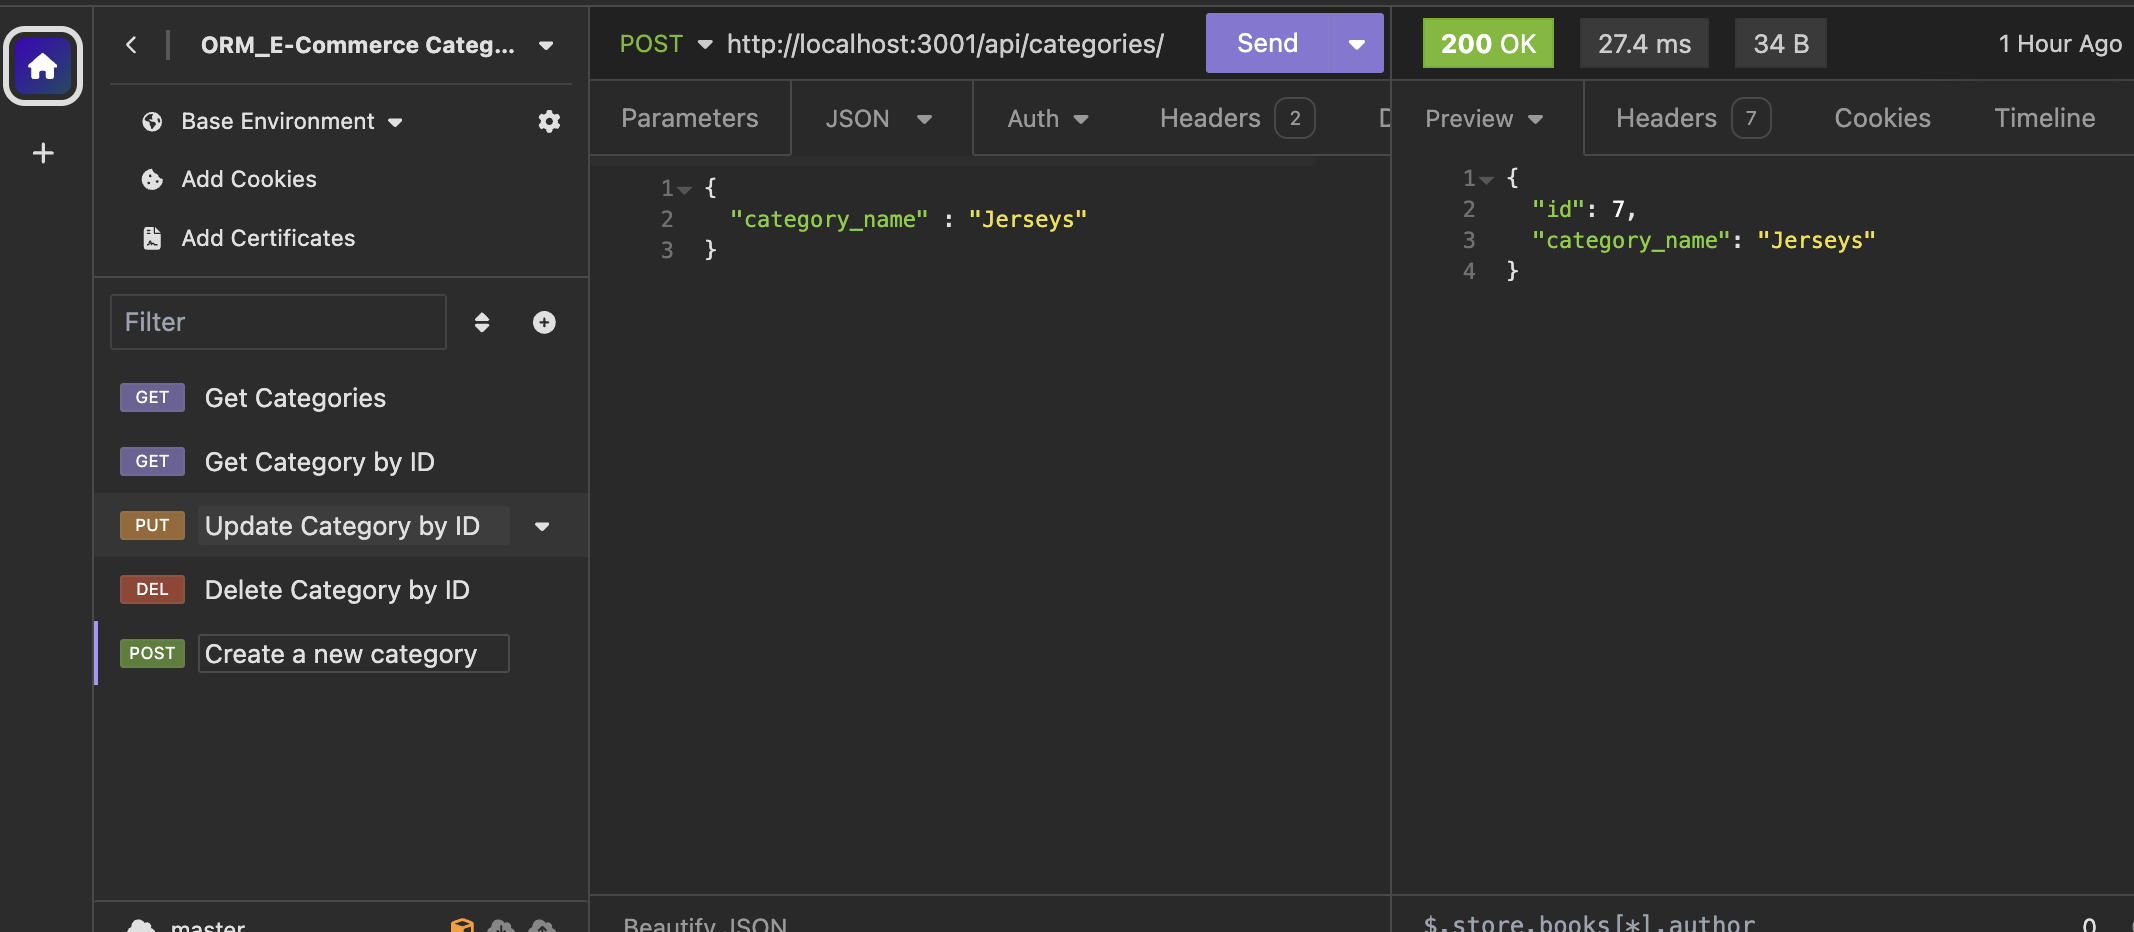 ORM_E-Commerce Categ...
Base Environment
Add Cookies
Add Certificates
Filter
GET Get Categories
GET Get Category by ID
PUT Update Category by ID
DEL Delete Category by ID
POST Create a new category
master
POST http://localhost:3001/api/categories/ Send
Parameters JSON Auth Headers 2 D
1 {
2 "category_name" : "Jerseys"
3 }
Beautify JSON
200 OK 27.4 ms 34 B 1 Hour Ago
Preview Headers 7 Cookies Timeline
1 {
2 "id": 7,
3 "category_name": "Jerseys"
4 }
$.store.books[*].author 0